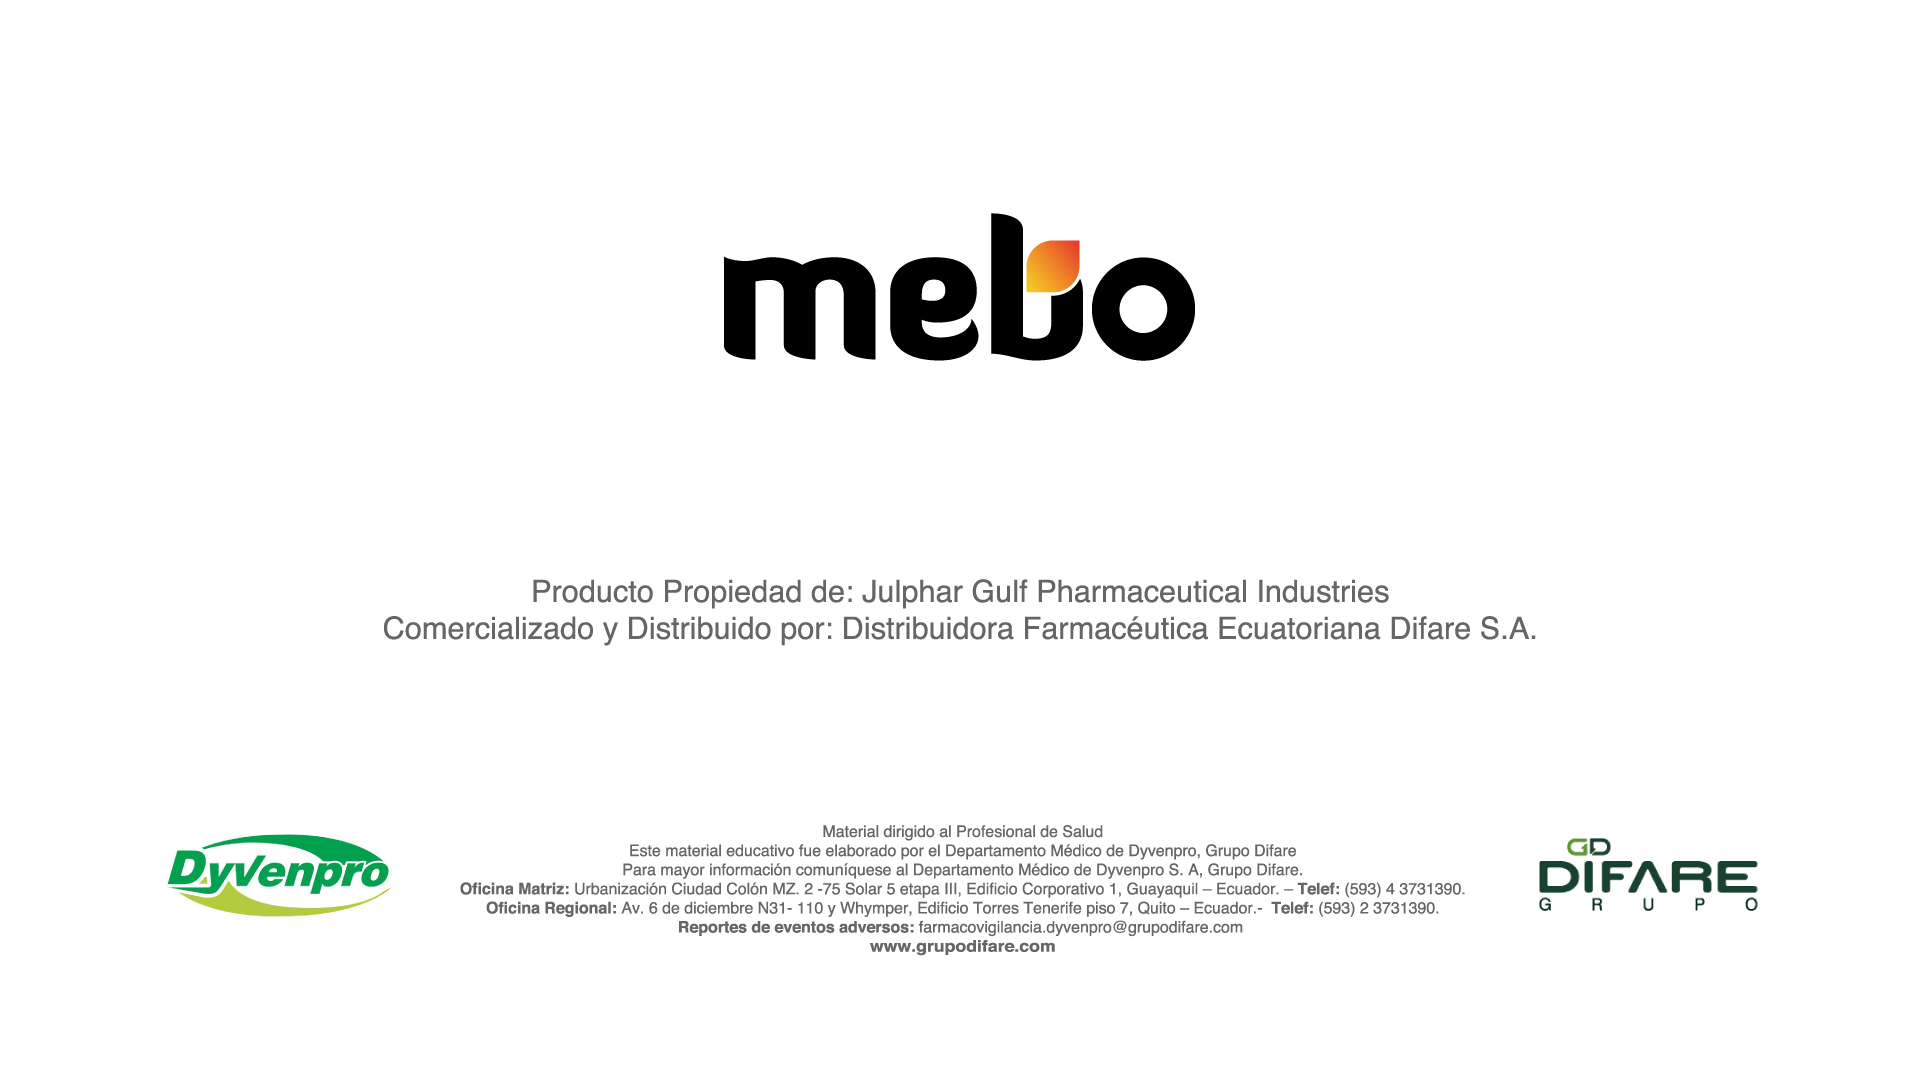 mebo
Producto Propiedad de: Julphar Gulf Pharmaceutical Industries
Comercializado y Distribuido por: Distribuidora Farmacéutica Ecuatoriana Difare S.A.
Dyvenpro
Material dirigido al Profesional de Salud
Este material educativo fue elaborado por el Departamento Médico de Dyvenpro, Grupo Difare
Para mayor información comuníquese al Departamento Médico de Dyvenpro S. A, Grupo Difare.
Oficina Matriz: Urbanización Ciudad Colón MZ. 2 -75 Solar 5 etapa III, Edificio Corporativo 1, Guayaquil – Ecuador. – Telef: (593) 4 3731390.
Oficina Regional: Av. 6 de diciembre N31- 110 y Whymper, Edificio Torres Tenerife piso 7, Quito – Ecuador.- Telef: (593) 2 3731390.
Reportes de eventos adversos: farmacovigilancia.dyvenpro@grupodifare.com
www.grupodifare.com
GD
DIFARE
GRUPO